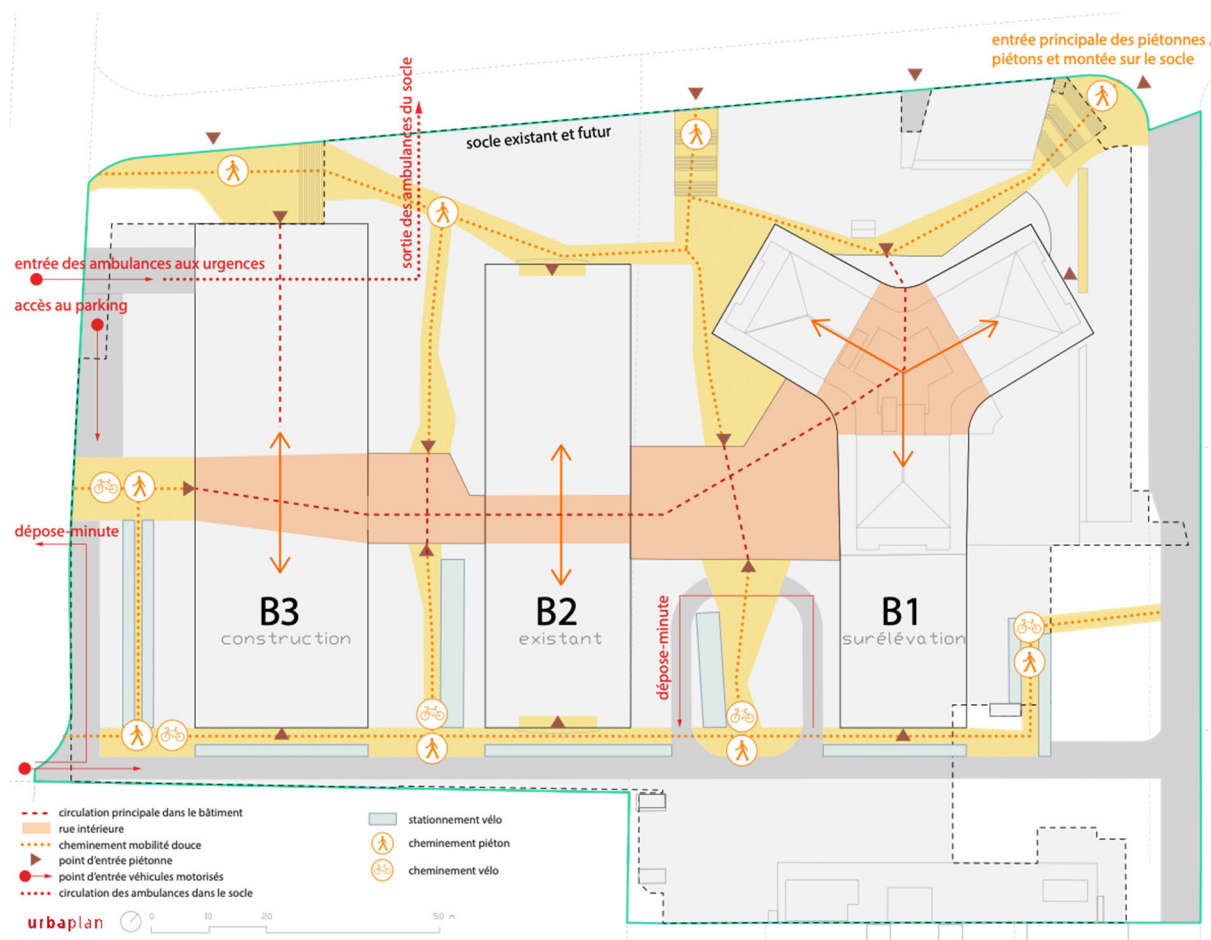 entrée principale des piétonnes
piétons et montée sur le socle
socle existant et futur
sortie des ambulances du socle
entrée des ambulances aux urgences
accès au parking
dépose-minute
dépose-minute
B3
construction
B2
existant
B1
surélévation
circulation principale dans le bâtiment
rue intérieure
cheminement mobilité douce
point d'entrée piétonne
point d'entrée véhicules motorisés
circulation des ambulances dans le socle
stationnement vélo
cheminement piéton
cheminement vélo
urbaplan
0 10 20 50 m